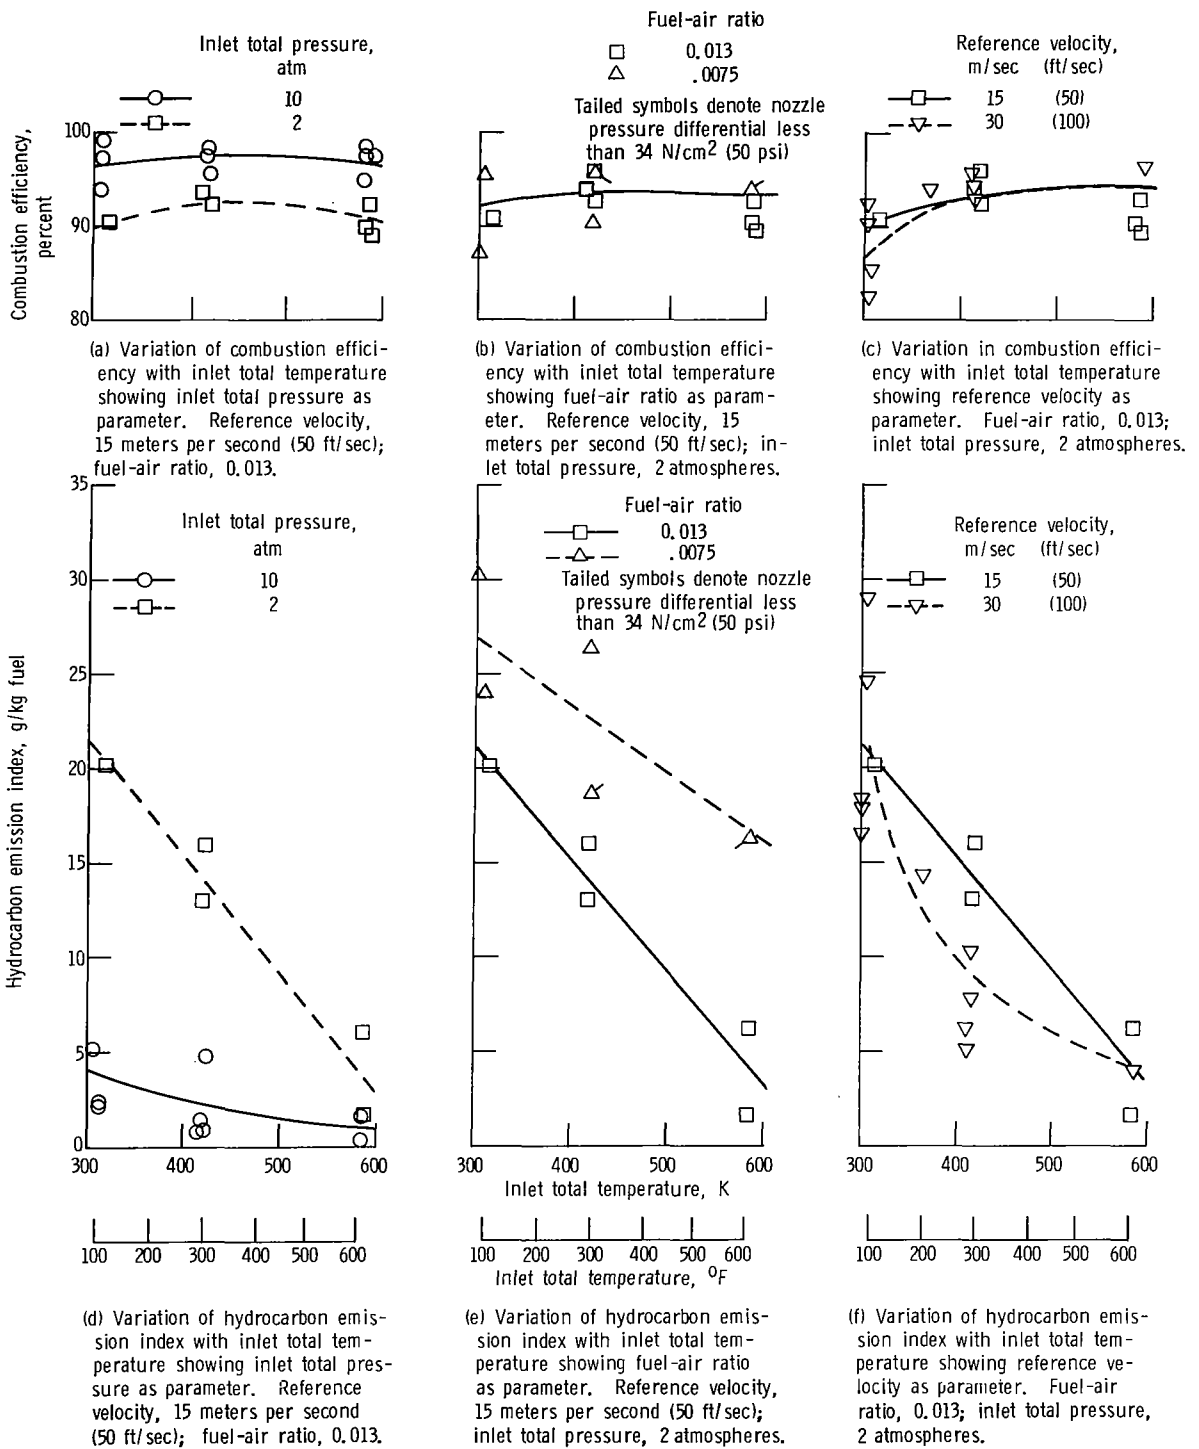 Inlet total pressure,
atm
10
2
Combustion efficiency,
percent
100
90
80
(a) Variation of combustion effici-
ency with inlet total temperature
showing inlet total pressure as
parameter. Reference velocity,
15 meters per second (50 ft/sec);
fuel-air ratio, 0.013.
Fuel-air ratio
0.013
.0075
Tailed symbols denote nozzle
pressure differential less
than 34 N/cm2 (50 psi)
(b) Variation of combustion effici-
ency with inlet total temperature
showing fuel-air ratio as param-
eter. Reference velocity, 15
meters per second (50 ft/sec); in-
let total pressure, 2 atmospheres.
Reference velocity,
m/sec (ft/sec)
15 (50)
30 (100)
(c) Variation in combustion effici-
ency with inlet total temperature
showing reference velocity as
parameter. Fuel-air ratio, 0.013;
inlet total pressure, 2 atmospheres.
Hydrocarbon emission index, g/kg fuel
35
30
25
20
15
10
5
0
Inlet total pressure,
atm
10
2
300 400 500 600
100 200 300 400 500 600
(d) Variation of hydrocarbon emis-
sion index with inlet total tem-
perature showing inlet total pres-
sure as parameter. Reference
velocity, 15 meters per second
(50 ft/sec); fuel-air ratio, 0.013.
Fuel-air ratio
0.013
.0075
Tailed symbols denote nozzle
pressure differential less
than 34 N/cm2 (50 psi)
300 400 500 600
Inlet total temperature, K
100 200 300 400 500 600
Inlet total temperature, °F
(e) Variation of hydrocarbon emis-
sion index with inlet total tem-
perature showing fuel-air ratio
as parameter. Reference velocity,
15 meters per second (50 ft/sec);
inlet total pressure, 2 atmospheres.
Reference velocity,
m/sec (ft/sec)
15 (50)
30 (100)
300 400 500 600
100 200 300 400 500 600
(f) Variation of hydrocarbon emis-
sion index with inlet total tem-
perature showing reference ve-
locity as parameter. Fuel-air
ratio, 0.013; inlet total pressure,
2 atmospheres.